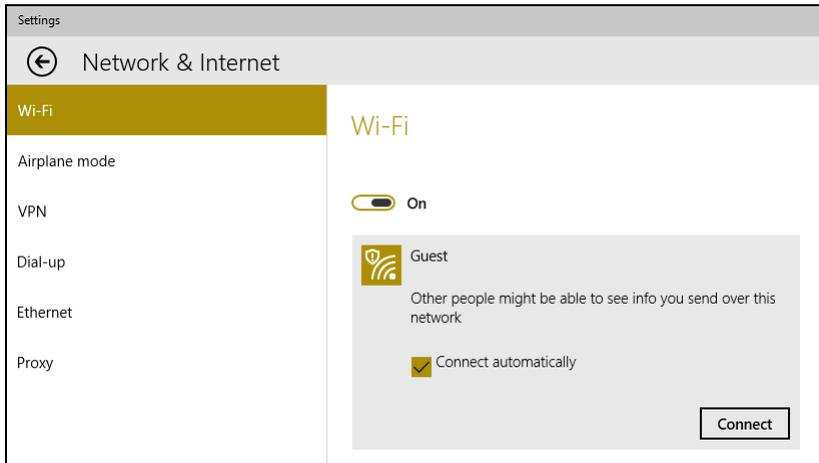 Settings
Network & Internet
Wi-Fi
Airplane mode
VPN
Dial-up
Ethernet
Proxy
Wi-Fi
On
Guest
Other people might be able to see info you send over this
network
Connect automatically
Connect